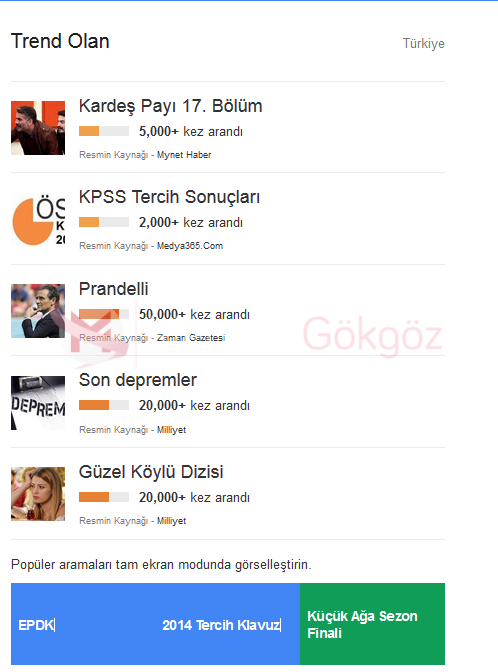 Trend Olan
Türkiye
Kardeş Payı 17. Bölüm
5,000+ kez arandı
Resmin Kaynağı - Mynet Haber
ÖS
K
20
KPSS Tercih Sonuçları
2,000+ kez arandı
Resmin Kaynağı - Medya365.Com
Prandelli
50,000+ kez arandı
Resmin Kaynağı - Zaman Gazetesi
Gökgöz
DEPREM
Son depremler
20,000+ kez arandı
Resmin Kaynağı - Milliyet
Güzel Köylü Dizisi
20,000+ kez arandı
Resmin Kaynağı - Milliyet
Popüler aramaları tam ekran modunda görselleştirin.
EPDK
2014 Tercih Klavuz
Küçük Ağa Sezon
Finali